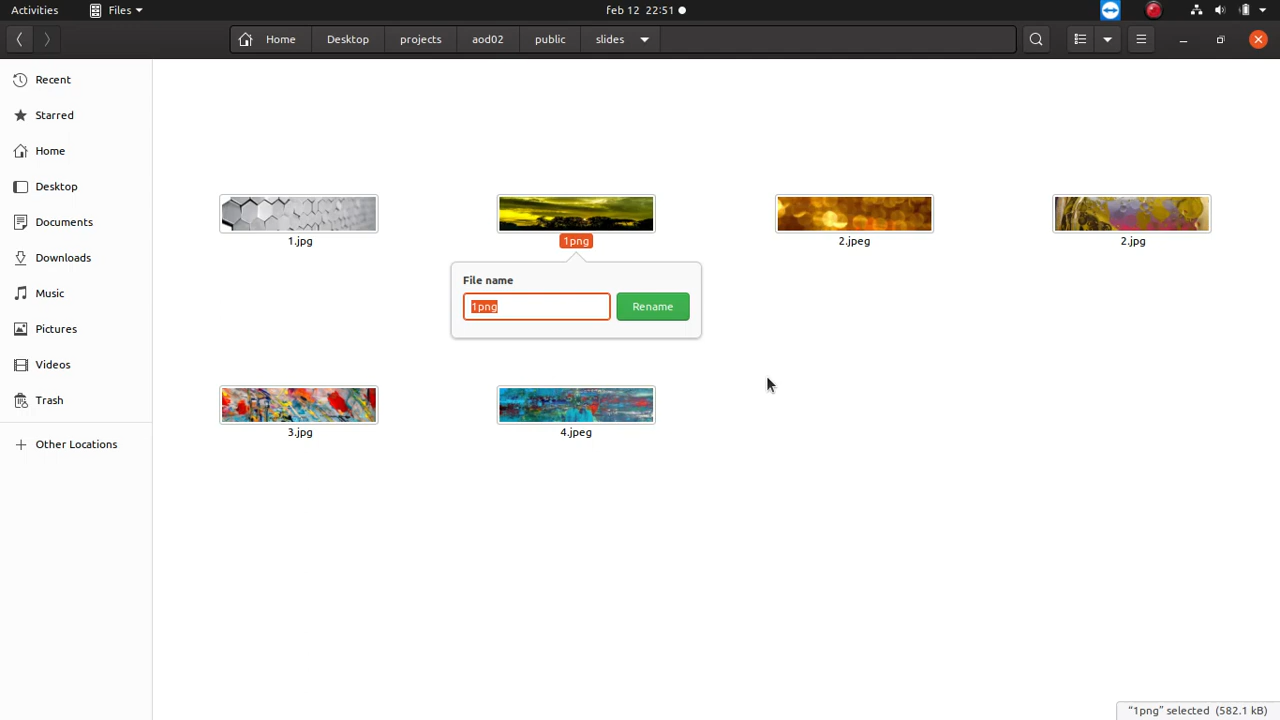 Activities Files Feb 12 22:51
Home Desktop projects aod02 public slides
Recent
Starred
Home
Desktop
Documents
Downloads
Music
Pictures
Videos
Trash
Other Locations
1.jpg 1png 2.jpeg 2.jpg
File name
1png Rename
3.jpg 4.jpeg
“1png” selected (582.1 kB)